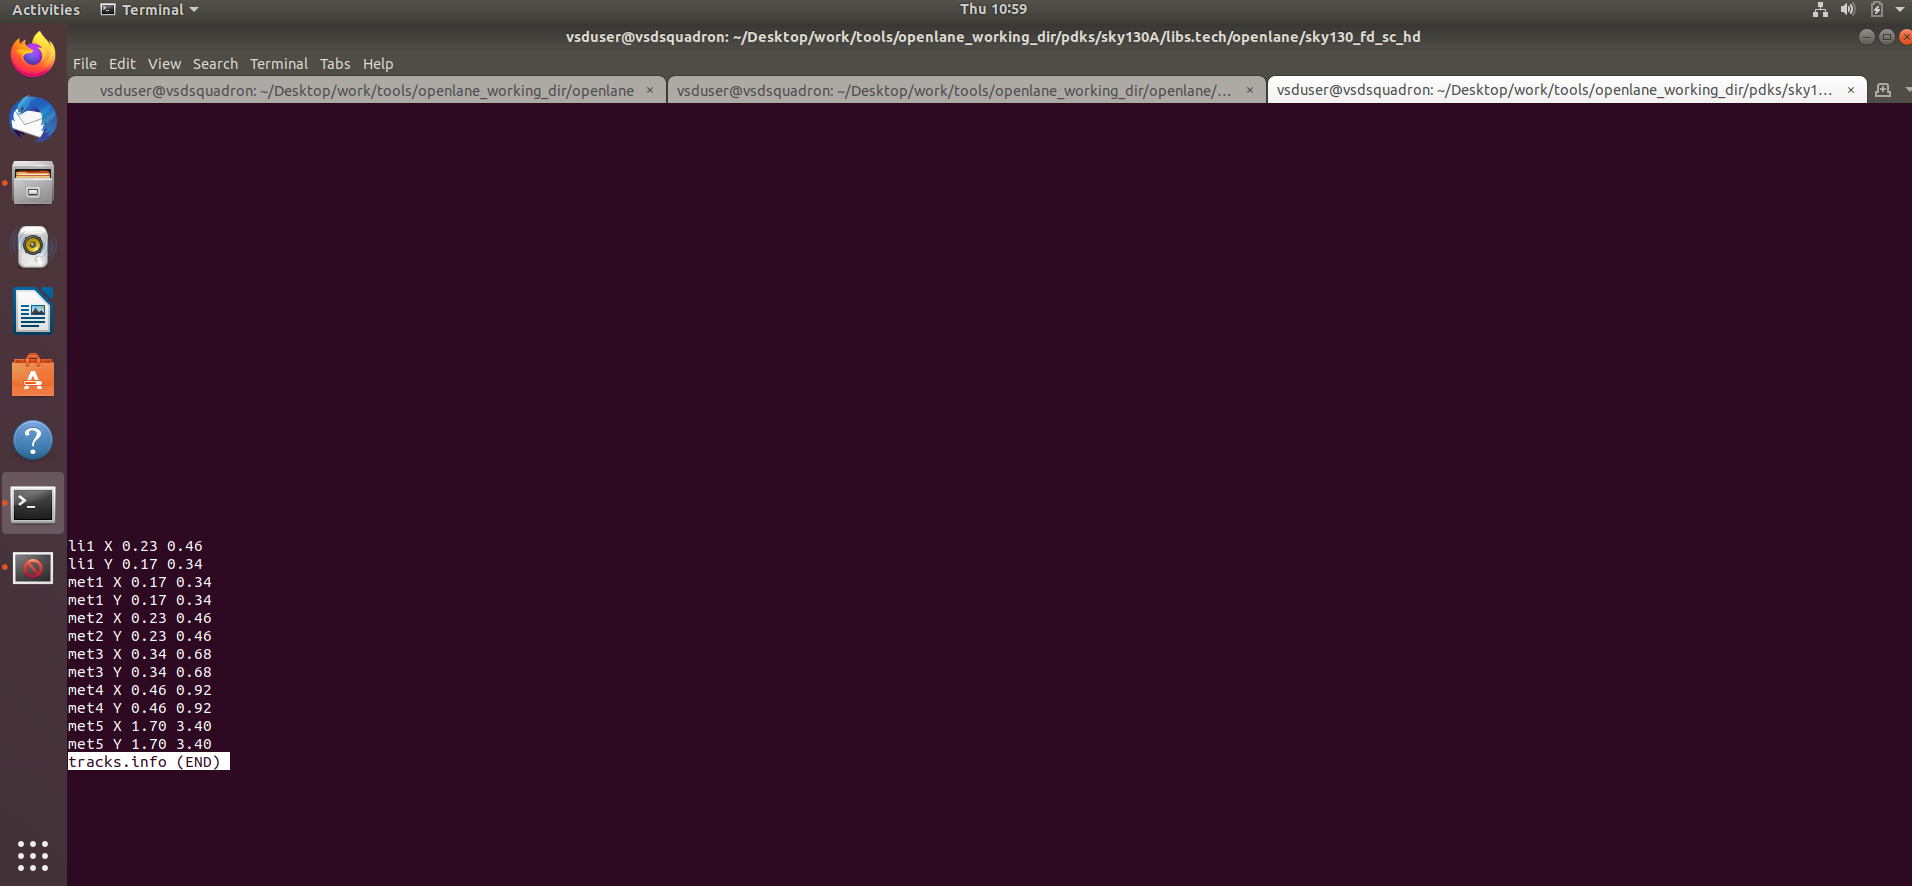 Activities Terminal Thu 10:59
vsduser@vsdsquadron: ~/Desktop/work/tools/openlane_working_dir/pdks/sky130A/libs.tech/openlane/sky130_fd_sc_hd
File Edit View Search Terminal Tabs Help
vsduser@vsdsquadron: ~/Desktop/work/tools/openlane_working_dir/openlane × vsduser@vsdsquadron: ~/Desktop/work/tools/openlane_working_dir/openlane/... × vsduser@vsdsquadron: ~/Desktop/work/tools/openlane_working_dir/pdks/sky1... ×
li1 X 0.23 0.46
li1 Y 0.17 0.34
met1 X 0.17 0.34
met1 Y 0.17 0.34
met2 X 0.23 0.46
met2 Y 0.23 0.46
met3 X 0.34 0.68
met3 Y 0.34 0.68
met4 X 0.46 0.92
met4 Y 0.46 0.92
met5 X 1.70 3.40
met5 Y 1.70 3.40
tracks.info (END)